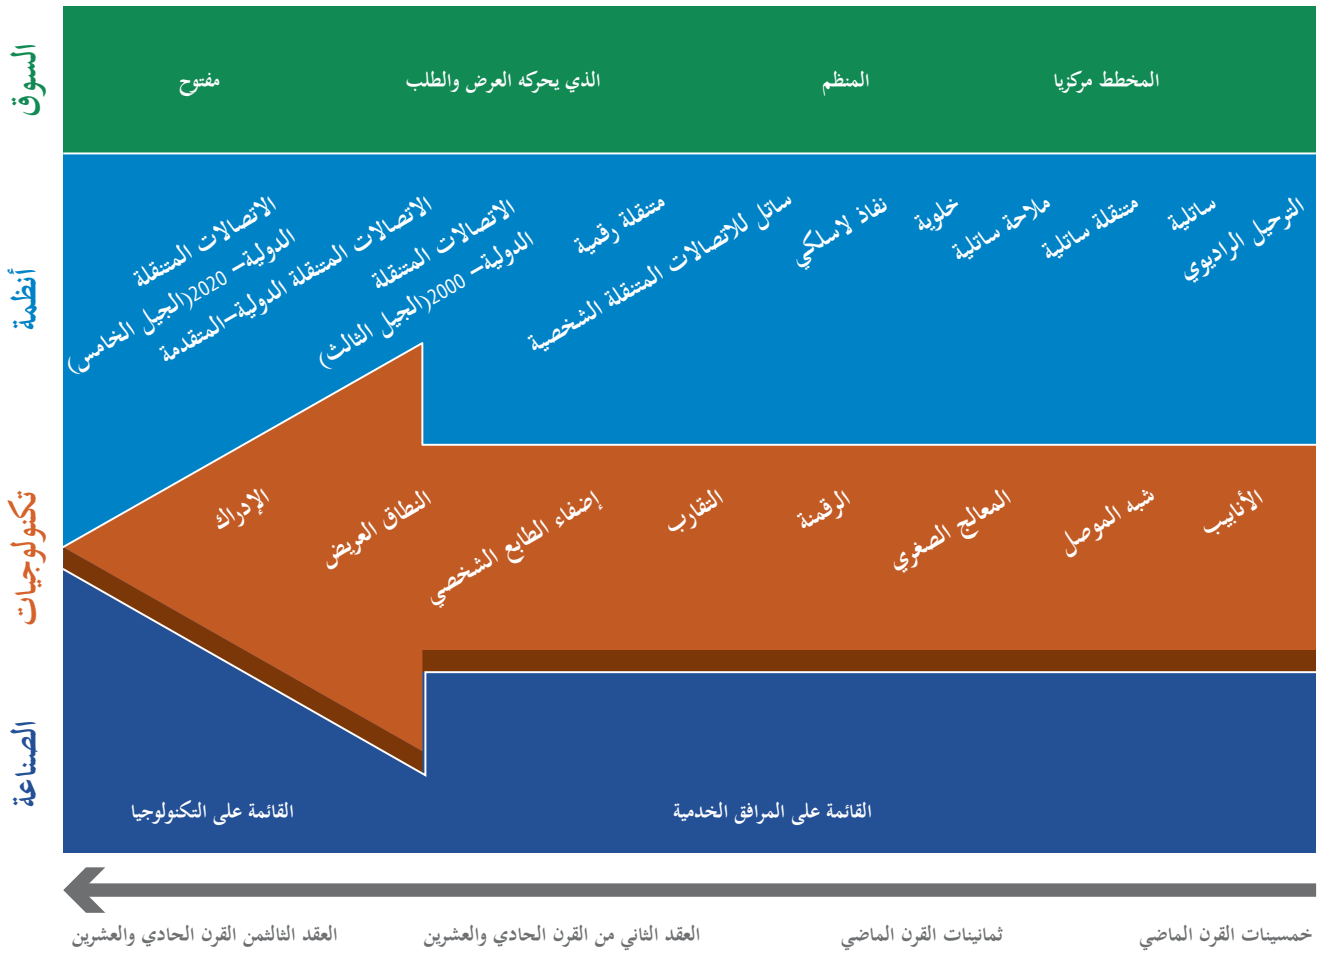 السوق
المخطط مركزيا
المنظم
الذي يحركه العرض والطلب
مفتوح
أنظمة
الترحيل الراديوي
ساتلية
متنقلة ساتلية
ملاحة ساتلية
خلوية
نفاذ لاسلكي
ساتل للاتصالات المتنقلة الشخصية
متنقلة رقمية
الاتصالات المتنقلة
الدولية– 2000(الجيل الثالث)
الاتصالات المتنقلة الدولية–المتقدمة
الاتصالات المتنقلة
الدولية– 2020(الجيل الخامس)
تكنولوجيات
الأنابيب
شبه الموصل
المعالج الصغري
الرقمنة
التقارب
إضفاء الطابع الشخصي
النطاق العريض
الإدراك
الصناعة
القائمة على المرافق الخدمية
القائمة على التكنولوجيا
خمسينات القرن الماضي
ثمانينات القرن الماضي
العقد الثاني من القرن الحادي والعشرين
العقد الثالثمن القرن الحادي والعشرين